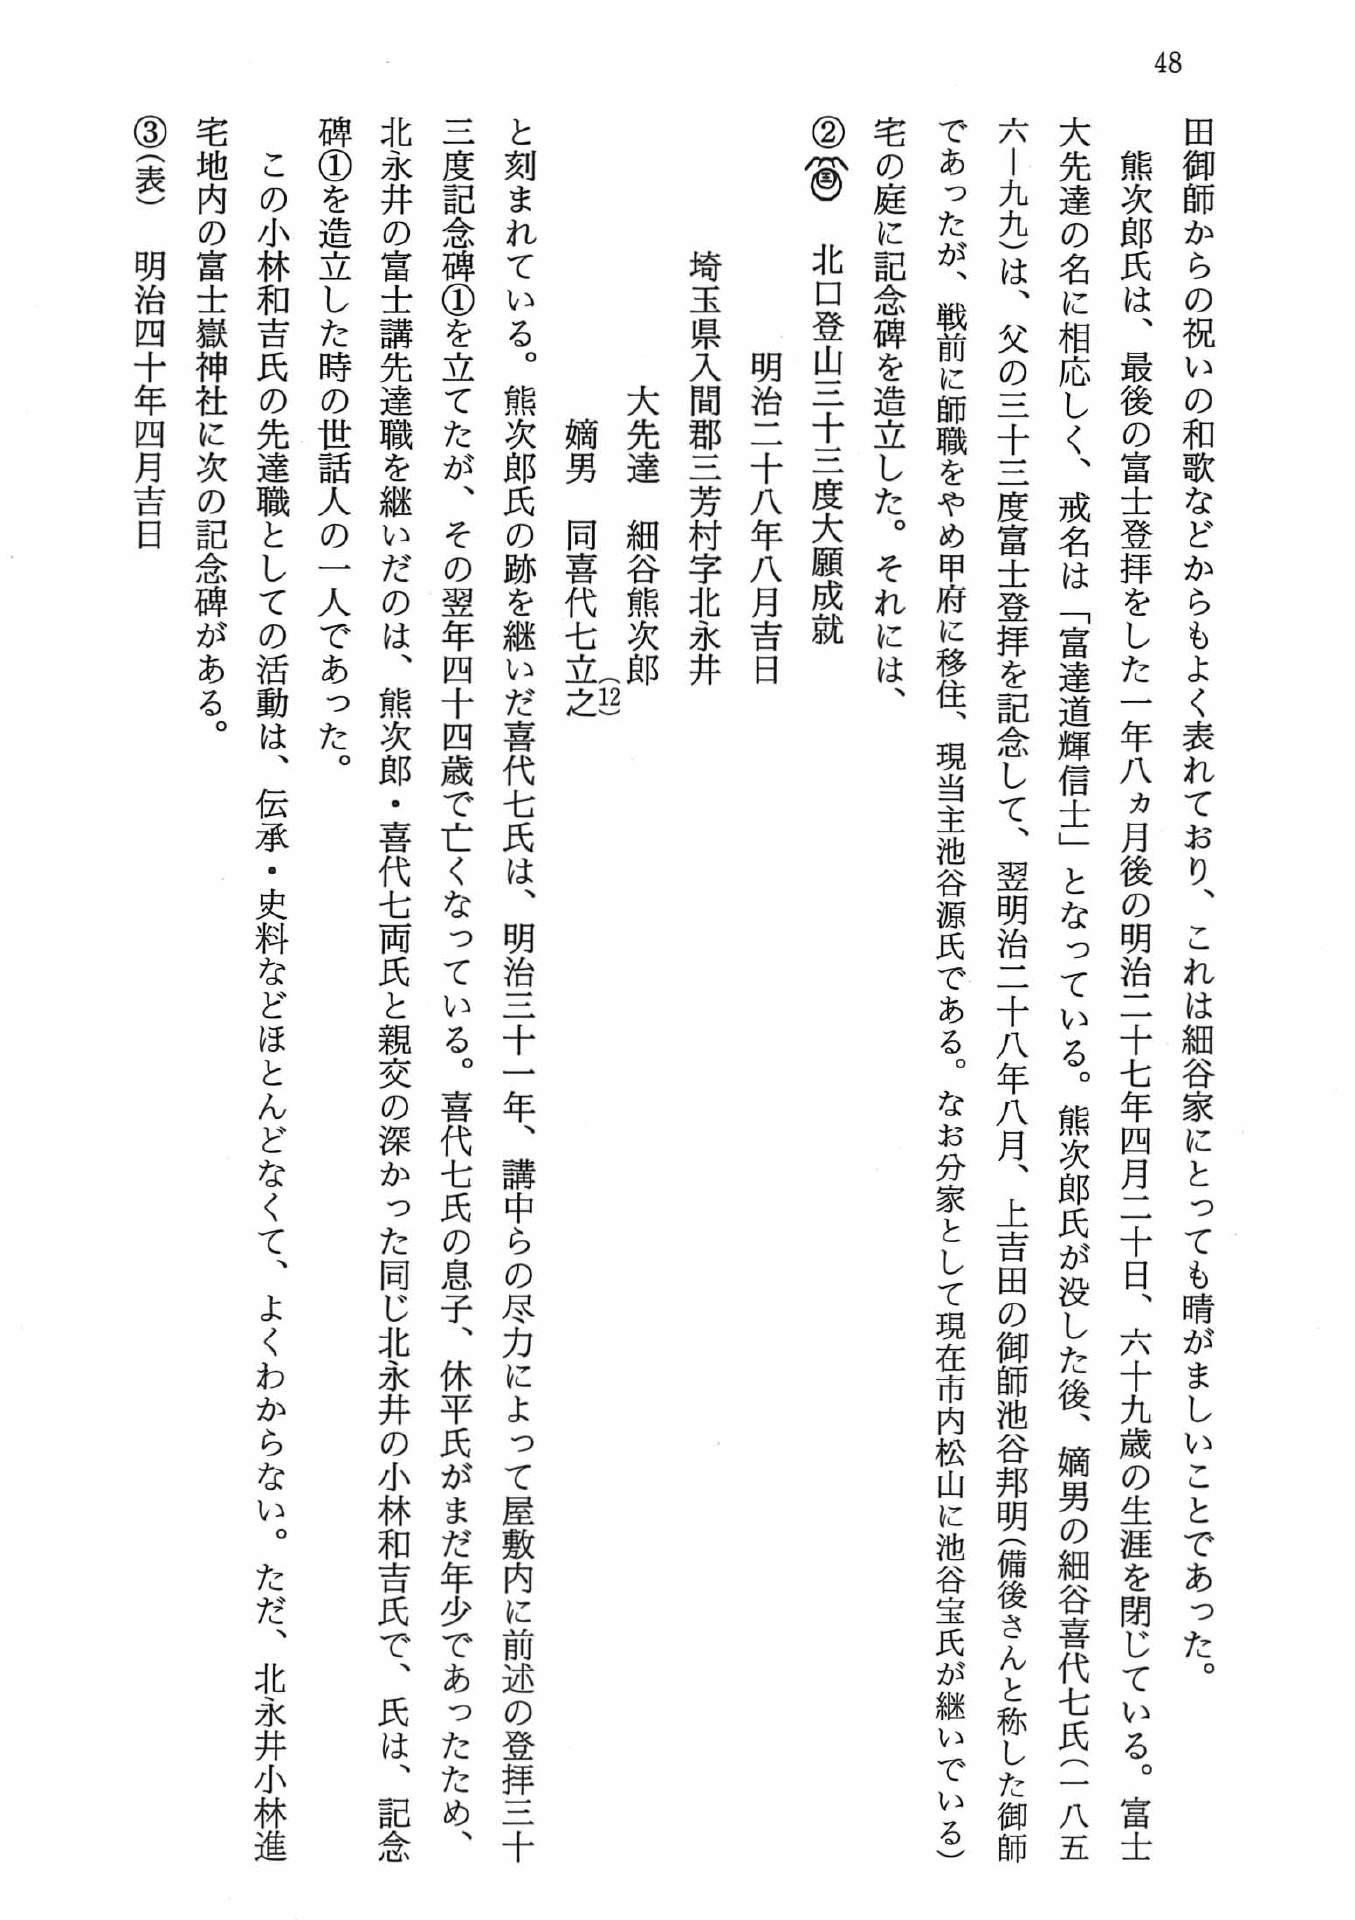 48
田御師からの祝いの和歌などからもよく表れており、これは細谷家にとっても晴がましいことであった。
熊次郎氏は、最後の富士登拝をした一年八ヵ月後の明治二十七年四月二十日、六十九歳の生涯を閉じている。富士
大先達の名に相応しく、戒名は「富達道輝信士」となっている。熊次郎氏が没した後、嫡男の細谷喜代七氏(一八五
六―九九)は、父の三十三度富士登拝を記念して、翌明治二十八年八月、上吉田の御師池谷邦明(備後さんと称した御師
であったが、戦前に師職をやめ甲府に移住、現当主池谷源氏である。なお分家として現在市内松山に池谷宝氏が継いでいる)
宅の庭に記念碑を造立した。それには、
② 北口登山三十三度大願成就
明治二十八年八月吉日
埼玉県入間郡三芳村字北永井
大先達 細谷熊次郎
嫡男 同喜代七立之(12)
と刻まれている。熊次郎氏の跡を継いだ喜代七氏は、明治三十一年、講中らの尽力によって屋敷内に前述の登拝三十
三度記念碑①を立てたが、その翌年四十四歳で亡くなっている。喜代七氏の息子、休平氏がまだ年少であったため、
北永井の富士講先達職を継いだのは、熊次郎・喜代七両氏と親交の深かった同じ北永井の小林和吉氏で、氏は、記念
碑①を造立した時の世話人の一人であった。
この小林和吉氏の先達職としての活動は、伝承・史料などほとんどなくて、よくわからない。ただ、北永井小林進
宅地内の富士嶽神社に次の記念碑がある。
③(表) 明治四十年四月吉日